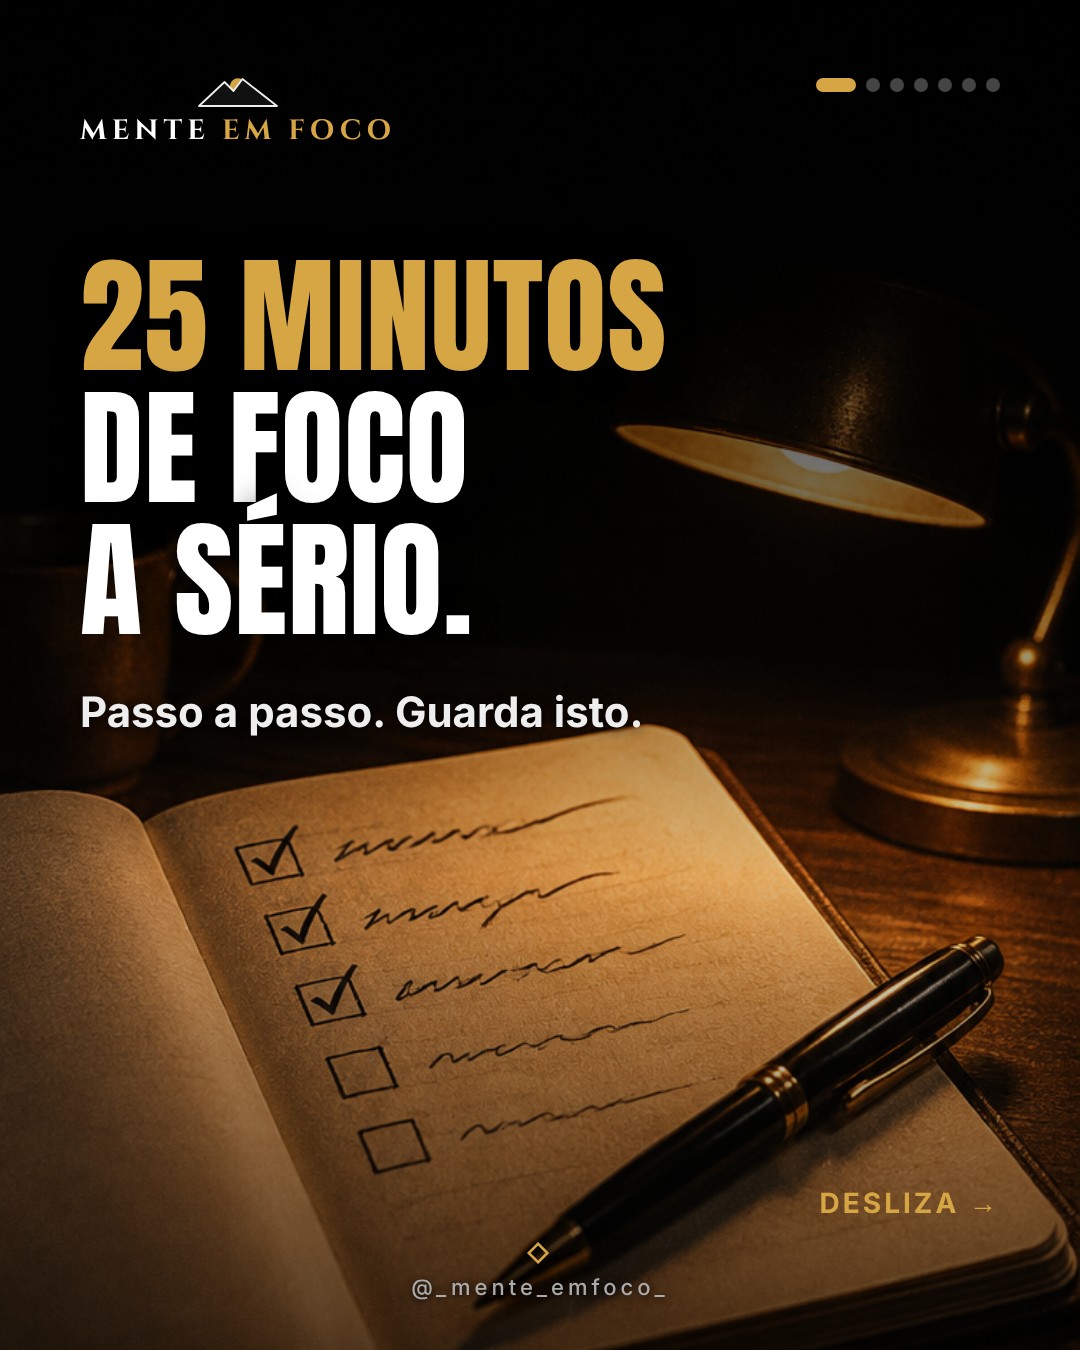 MENTE EM FOCO
25 MINUTOS
DE FOCO
A SÉRIO.
Passo a passo. Guarda isto.
DESLIZA →
@_mente_emfoco_